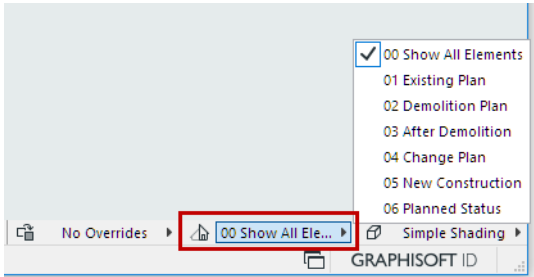 00 Show All Elements
01 Existing Plan
02 Demolition Plan
03 After Demolition
04 Change Plan
05 New Construction
06 Planned Status
No Overrides
00 Show All Ele...
Simple Shading
GRAPHISOFT ID